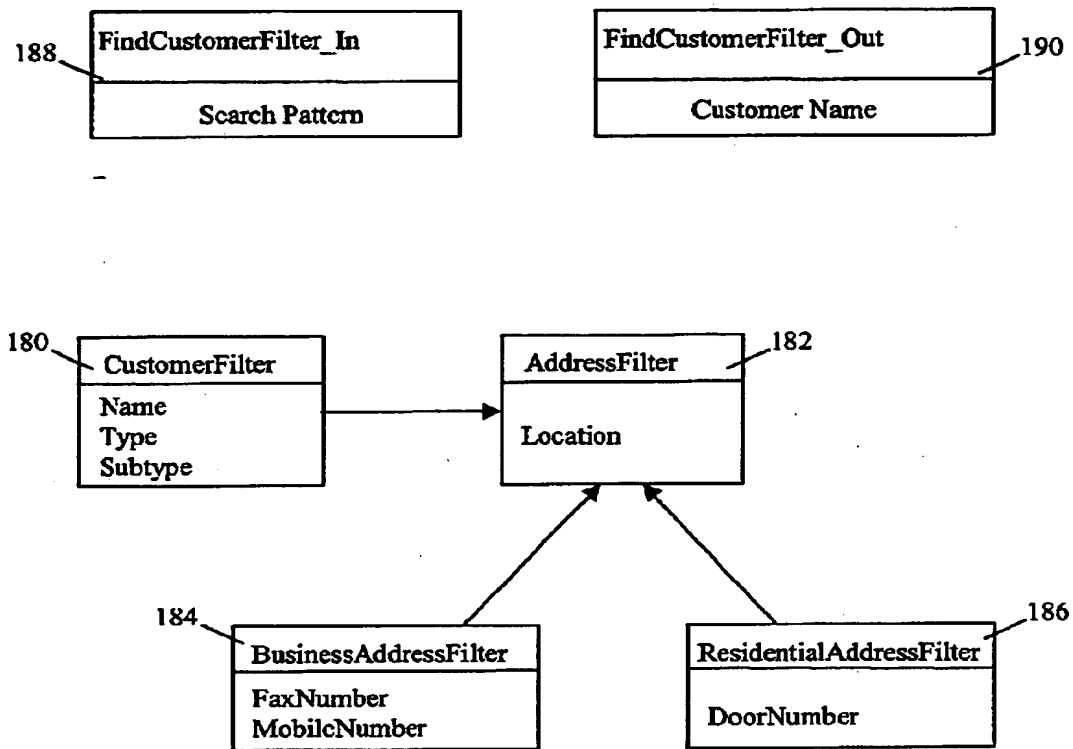 FindCustomerFilter_In
188
Search Pattern
FindCustomerFilter_Out
190
Customer Name
180
CustomerFilter
Name
Type
Subtype
182
AddressFilter
Location
184
BusinessAddressFilter
FaxNumber
MobileNumber
186
ResidentialAddressFilter
DoorNumber